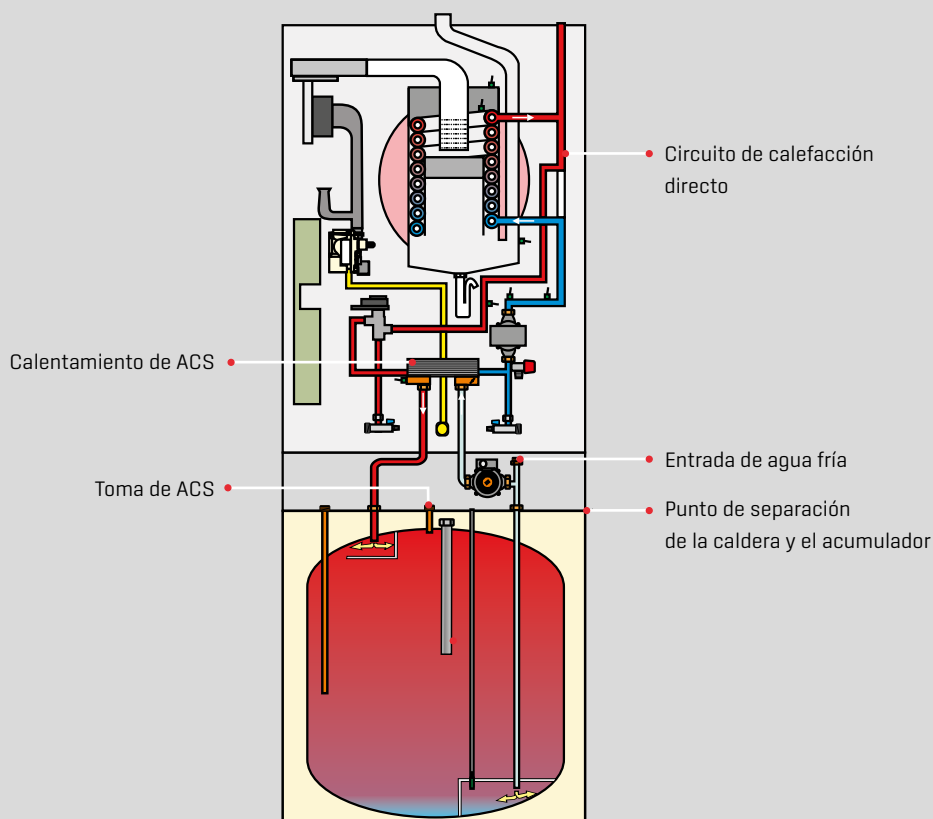 Circuito de calefacción
directo
Calentamiento de ACS
Entrada de agua fría
Toma de ACS
Punto de separación
de la caldera y el acumulador